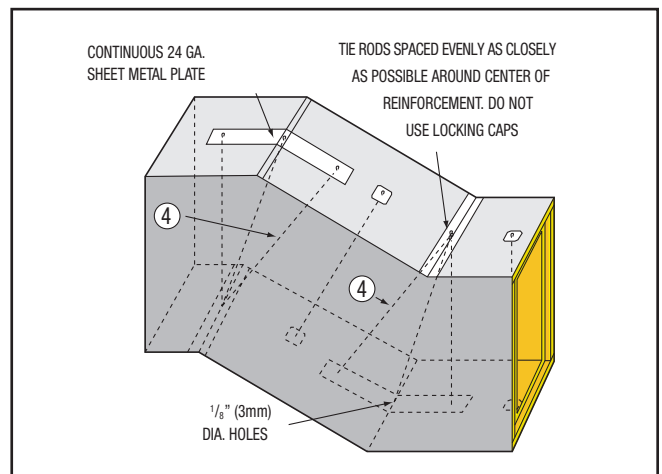 CONTINUOUS 24 GA.
SHEET METAL PLATE
TIE RODS SPACED EVENLY AS CLOSELY
AS POSSIBLE AROUND CENTER OF
REINFORCEMENT. DO NOT
USE LOCKING CAPS
4
4
1/8" (3mm)
DIA. HOLES